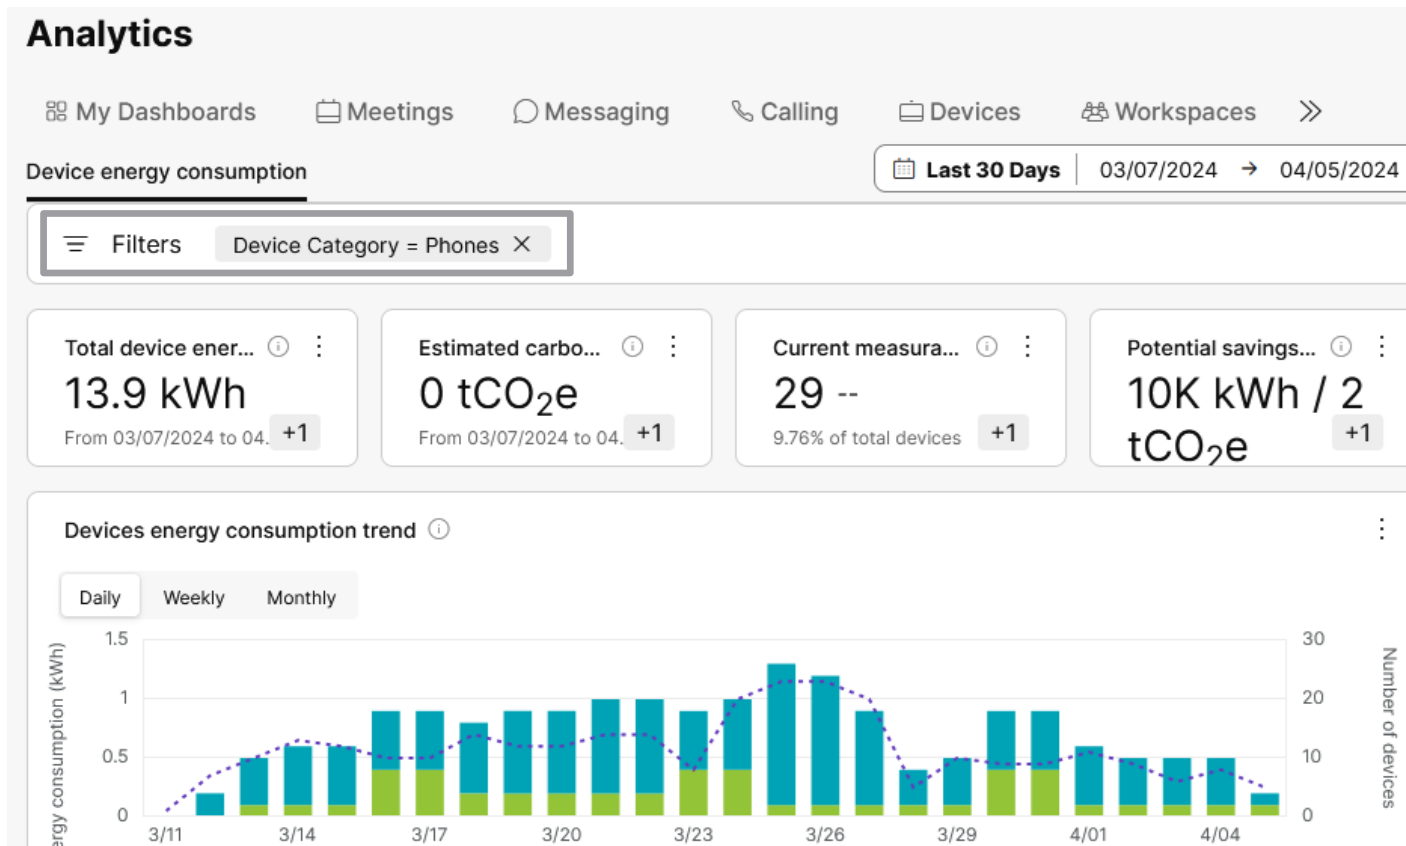 Analytics
My Dashboards Meetings Messaging Calling Devices Workspaces
Device energy consumption
Last 30 Days 03/07/2024 → 04/05/2024
Filters Device Category = Phones
Total device ener...
13.9 kWh
From 03/07/2024 to 04. +1
Estimated carbo...
0 tCO₂e
From 03/07/2024 to 04. +1
Current measura...
29 --
9.76% of total devices +1
Potential savings...
10K kWh / 2
tCO₂e +1
Devices energy consumption trend
Daily Weekly Monthly
1.5
1
0.5
0
ergy consumption (kWh)
30
20
10
0
Number of devices
3/11 3/14 3/17 3/20 3/23 3/26 3/29 4/01 4/04